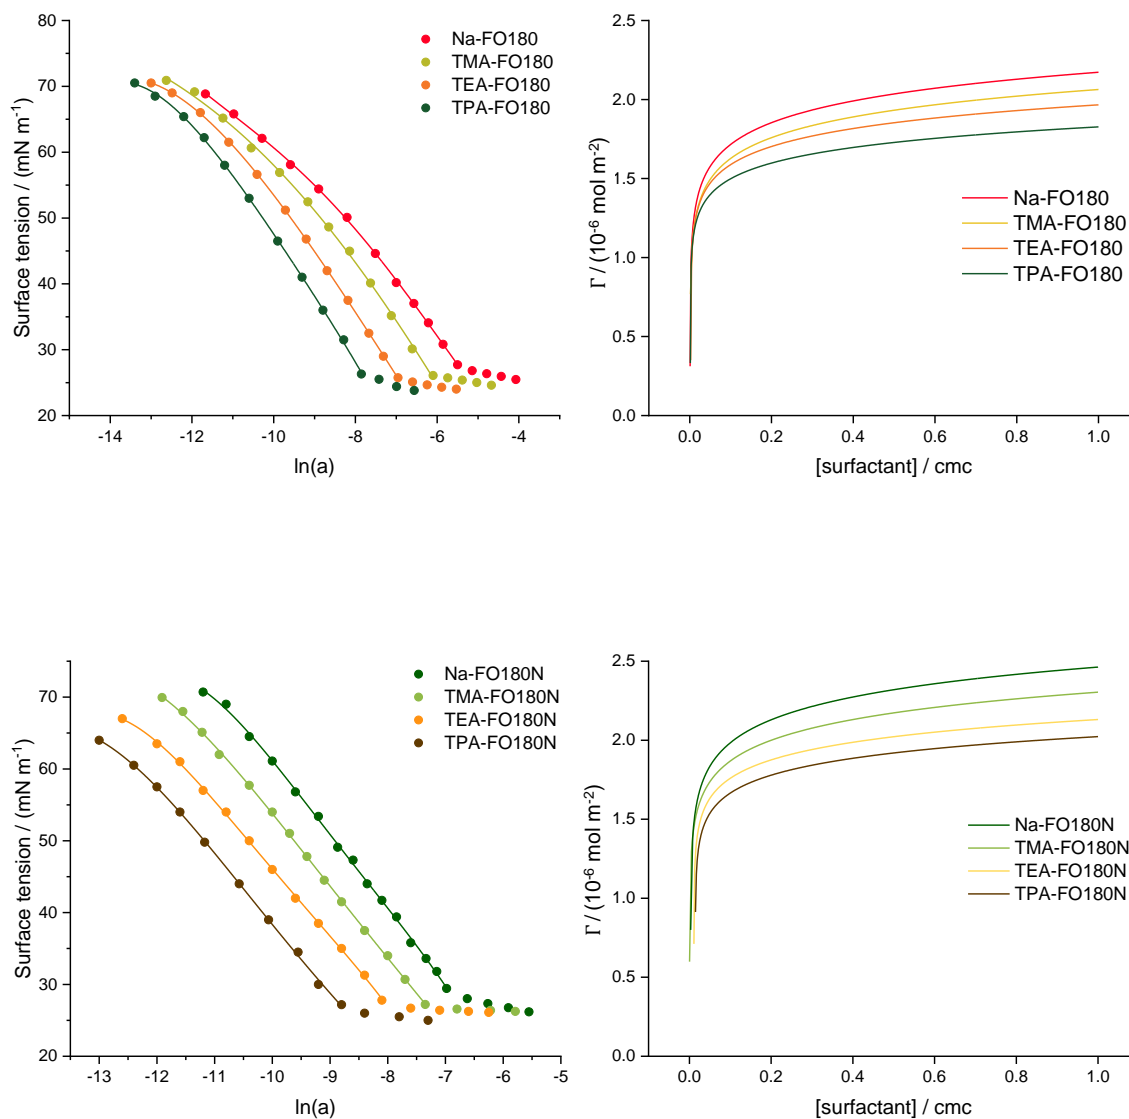 80
70
60
50
40
30
20
Surface tension / (mN m⁻¹)
-14
-12
-10
-8
-6
-4
ln(a)
Na-FO180
TMA-FO180
TEA-FO180
TPA-FO180
2.5
2.0
1.5
1.0
0.5
0.0
Γ / (10⁻⁶ mol m⁻²)
0.0
0.2
0.4
0.6
0.8
1.0
[surfactant] / cmc
Na-FO180
TMA-FO180
TEA-FO180
TPA-FO180
70
60
50
40
30
20
Surface tension / (mN m⁻¹)
-13
-12
-11
-10
-9
-8
-7
-6
-5
ln(a)
Na-FO180N
TMA-FO180N
TEA-FO180N
TPA-FO180N
2.5
2.0
1.5
1.0
0.5
0.0
Γ / (10⁻⁶ mol m⁻²)
0.0
0.2
0.4
0.6
0.8
1.0
[surfactant] / cmc
Na-FO180N
TMA-FO180N
TEA-FO180N
TPA-FO180N